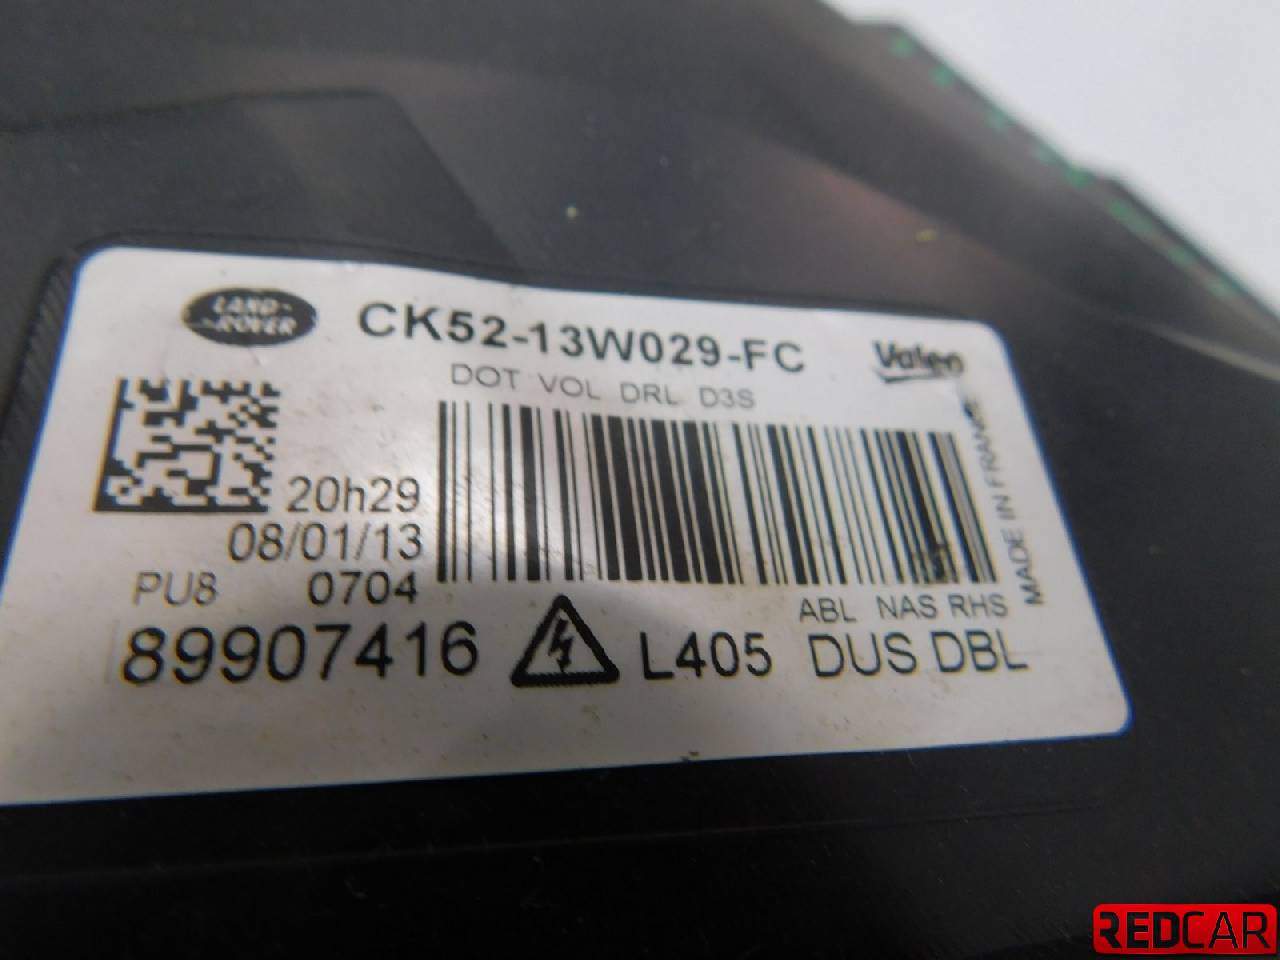 LAND-
-ROVER
CK52-13W029-FC
Valeo
DOT VOL DRL D3S
MADE IN FRANCE
20h29
08/01/13
PU8 0704
ABL NAS RHS
89907416 L405 DUS DBL
REDCAR